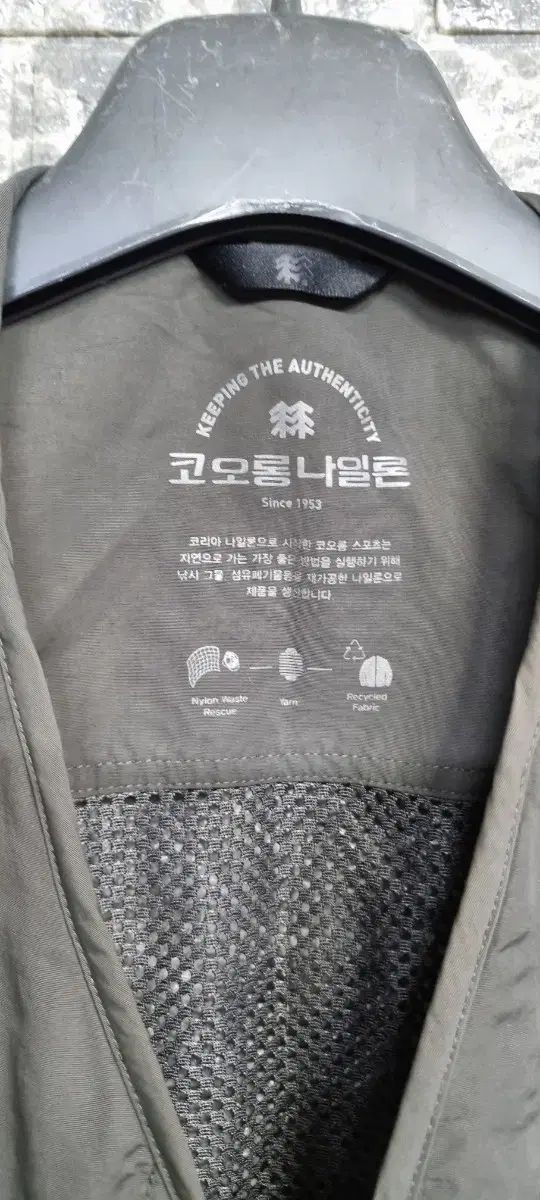 KEEPING THE AUTHENTICITY
코오롱나일론
Since 1953
코리아 나일론으로 시작한 코오롱 스포츠는
자연으로 가는 가장 좋은 방법을 실행하기 위해
낚시 그물, 섬유폐기물등을 재가공한 나일론으로
제품을 생산합니다.
Nylon Waste
Rescue
Yarn
Recycled
Fabric